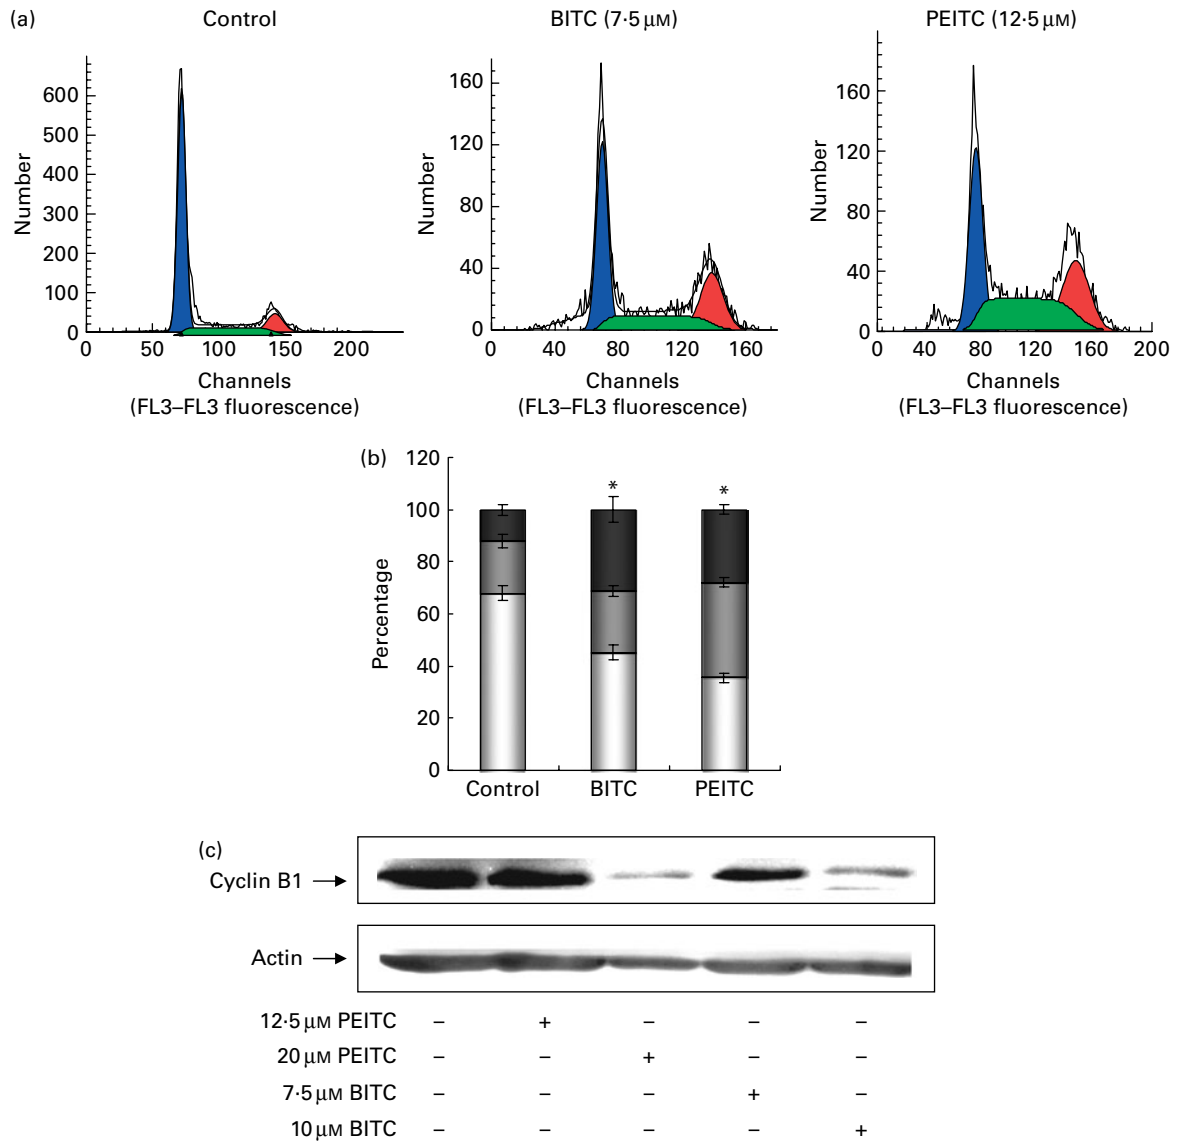 (a)
Control
BITC (7·5 μM)
PEITC (12·5 μM)
Number
600
500
400
300
200
100
0
0 50 100 150 200
Channels
(FL3–FL3 fluorescence)
Number
160
120
80
40
0
0 40 80 120 160
Channels
(FL3–FL3 fluorescence)
Number
160
120
80
40
0
0 40 80 120 160 200
Channels
(FL3–FL3 fluorescence)
(b)
Percentage
120
100
80
60
40
20
0
* *
Control BITC PEITC
(c)
Cyclin B1
Actin
12·5 μM PEITC – + – – –
20 μM PEITC – – + – –
7·5 μM BITC – – – + –
10 μM BITC – – – – +